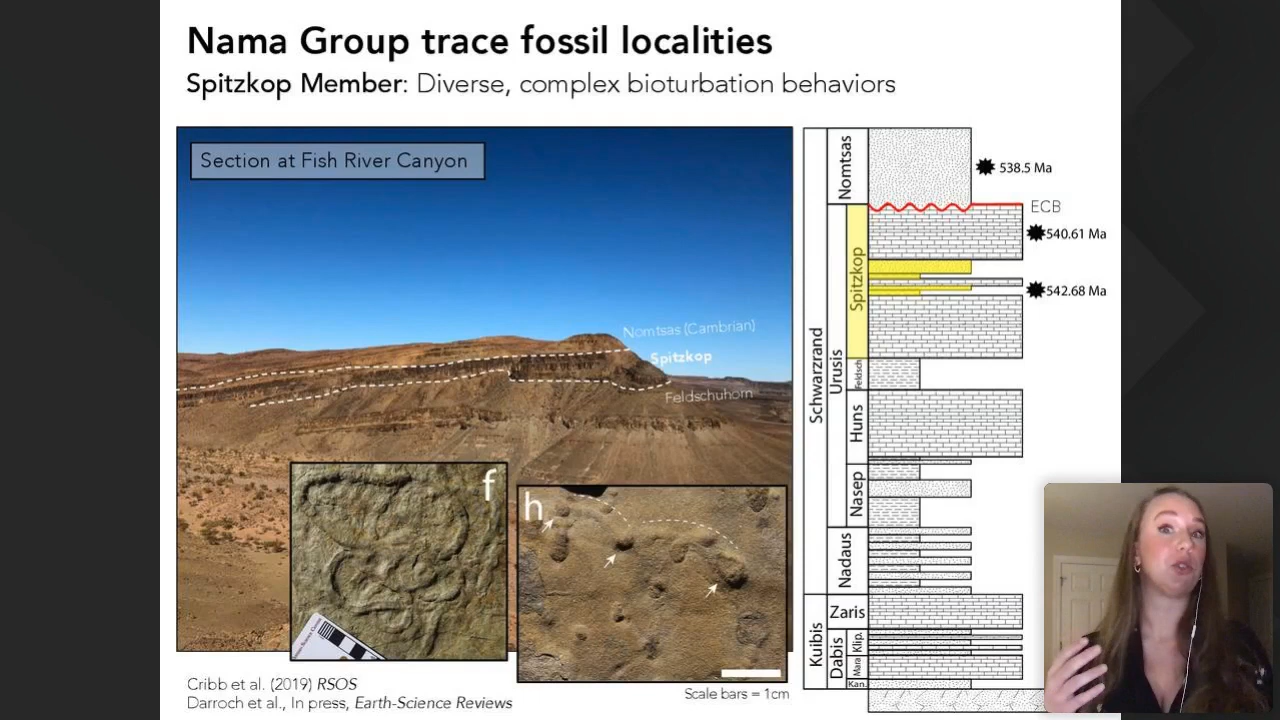 Nama Group trace fossil localities
Spitzkop Member: Diverse, complex bioturbation behaviors
Section at Fish River Canyon
Nomtsas (Cambrian)
Spitzkop
Feldschuhorn
f
h
Cribb et al. (2019) RSOS
Darroch et al., In press, Earth-Science Reviews
Scale bars = 1cm
Nomtsas
538.5 Ma
ECB
540.61 Ma
Spitzkop
542.68 Ma
Schwarzrand
Urusis
Feldsch
Huns
Nasep
Nadaus
Zaris
Kuibis
Dabis
Klip.
Mara
Kan.